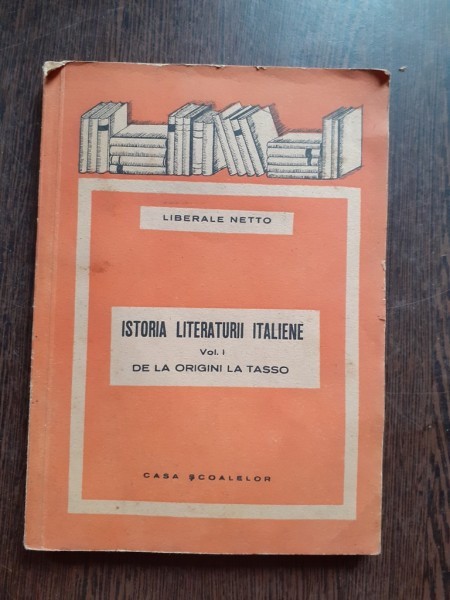 LIBERALE NETTO
ISTORIA LITERATURII ITALIENE
Vol. I
DE LA ORIGINI LA TASSO
CASA ȘCOALELOR